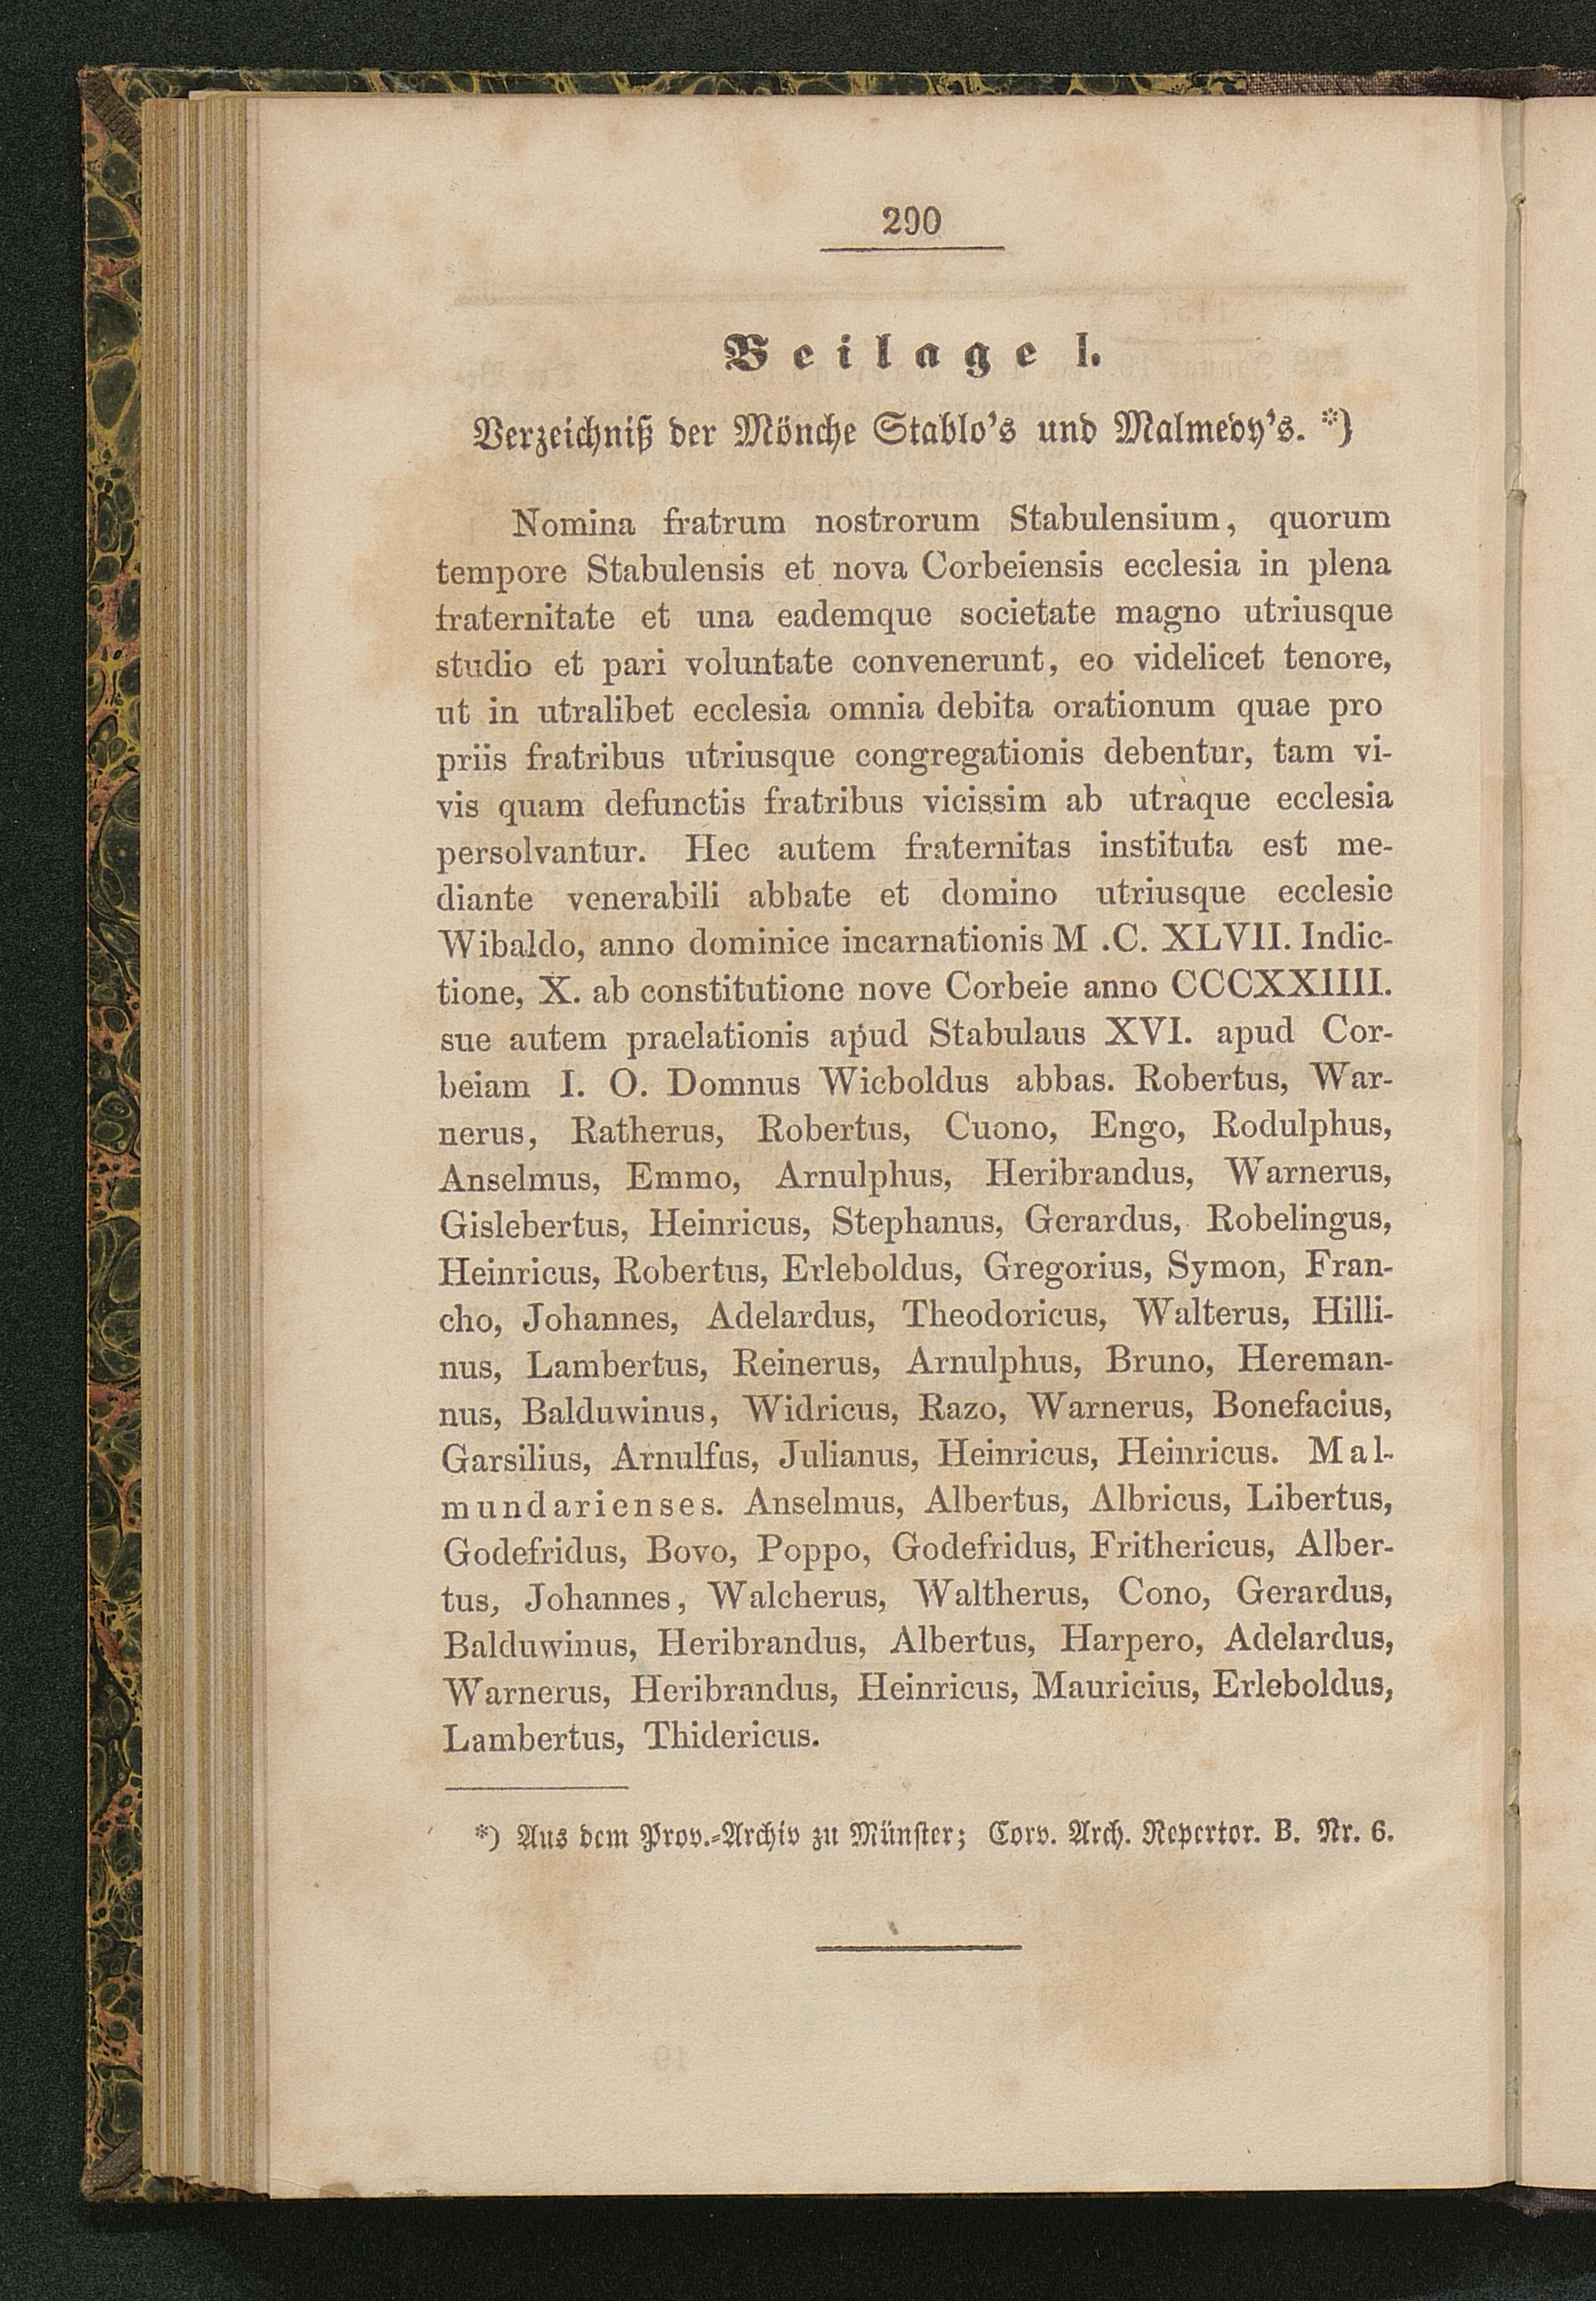 290
Beilage I.
Verzeichniß der Mönche Stablo's und Malmedy's. *)
Nomina fratrum nostrorum Stabulensium, quorum
tempore Stabulensis et nova Corbeiensis ecclesia in plena
fraternitate et una eademque societate magno utriusque
studio et pari voluntate convenerunt, eo videlicet tenore,
ut in utralibet ecclesia omnia debita orationum quae pro
priis fratribus utriusque congregationis debentur, tam vi-
vis quam defunctis fratribus vicissim ab utràque ecclesia
persolvantur. Hec autem fraternitas instituta est me-
diante venerabili abbate et domino utriusque ecclesie
Wibaldo, anno dominice incarnationis M .C. XLVII. Indic-
tione, X. ab constitutione nove Corbeie anno CCCXXIIII.
sue autem praelationis apud Stabulaus XVI. apud Cor-
beiam I. O. Domnus Wicboldus abbas. Robertus, War-
nerus, Ratherus, Robertus, Cuono, Engo, Rodulphus,
Anselmus, Emmo, Arnulphus, Heribrandus, Warnerus,
Gislebertus, Heinricus, Stephanus, Gerardus, Robelingus,
Heinricus, Robertus, Erleboldus, Gregorius, Symon, Fran-
cho, Johannes, Adelardus, Theodoricus, Walterus, Hilli-
nus, Lambertus, Reinerus, Arnulphus, Bruno, Hereman-
nus, Balduwinus, Widricus, Razo, Warnerus, Bonefacius,
Garsilius, Arnulfus, Julianus, Heinricus, Heinricus. Mal-
mundarienses. Anselmus, Albertus, Albricus, Libertus,
Godefridus, Bovo, Poppo, Godefridus, Frithericus, Alber-
tus, Johannes, Walcherus, Waltherus, Cono, Gerardus,
Balduwinus, Heribrandus, Albertus, Harpero, Adelardus,
Warnerus, Heribrandus, Heinricus, Mauricius, Erleboldus,
Lambertus, Thidericus.
*) Aus dem Prov.-Archiv zu Münster; Corv. Arch. Repertor. B. Nr. 6.